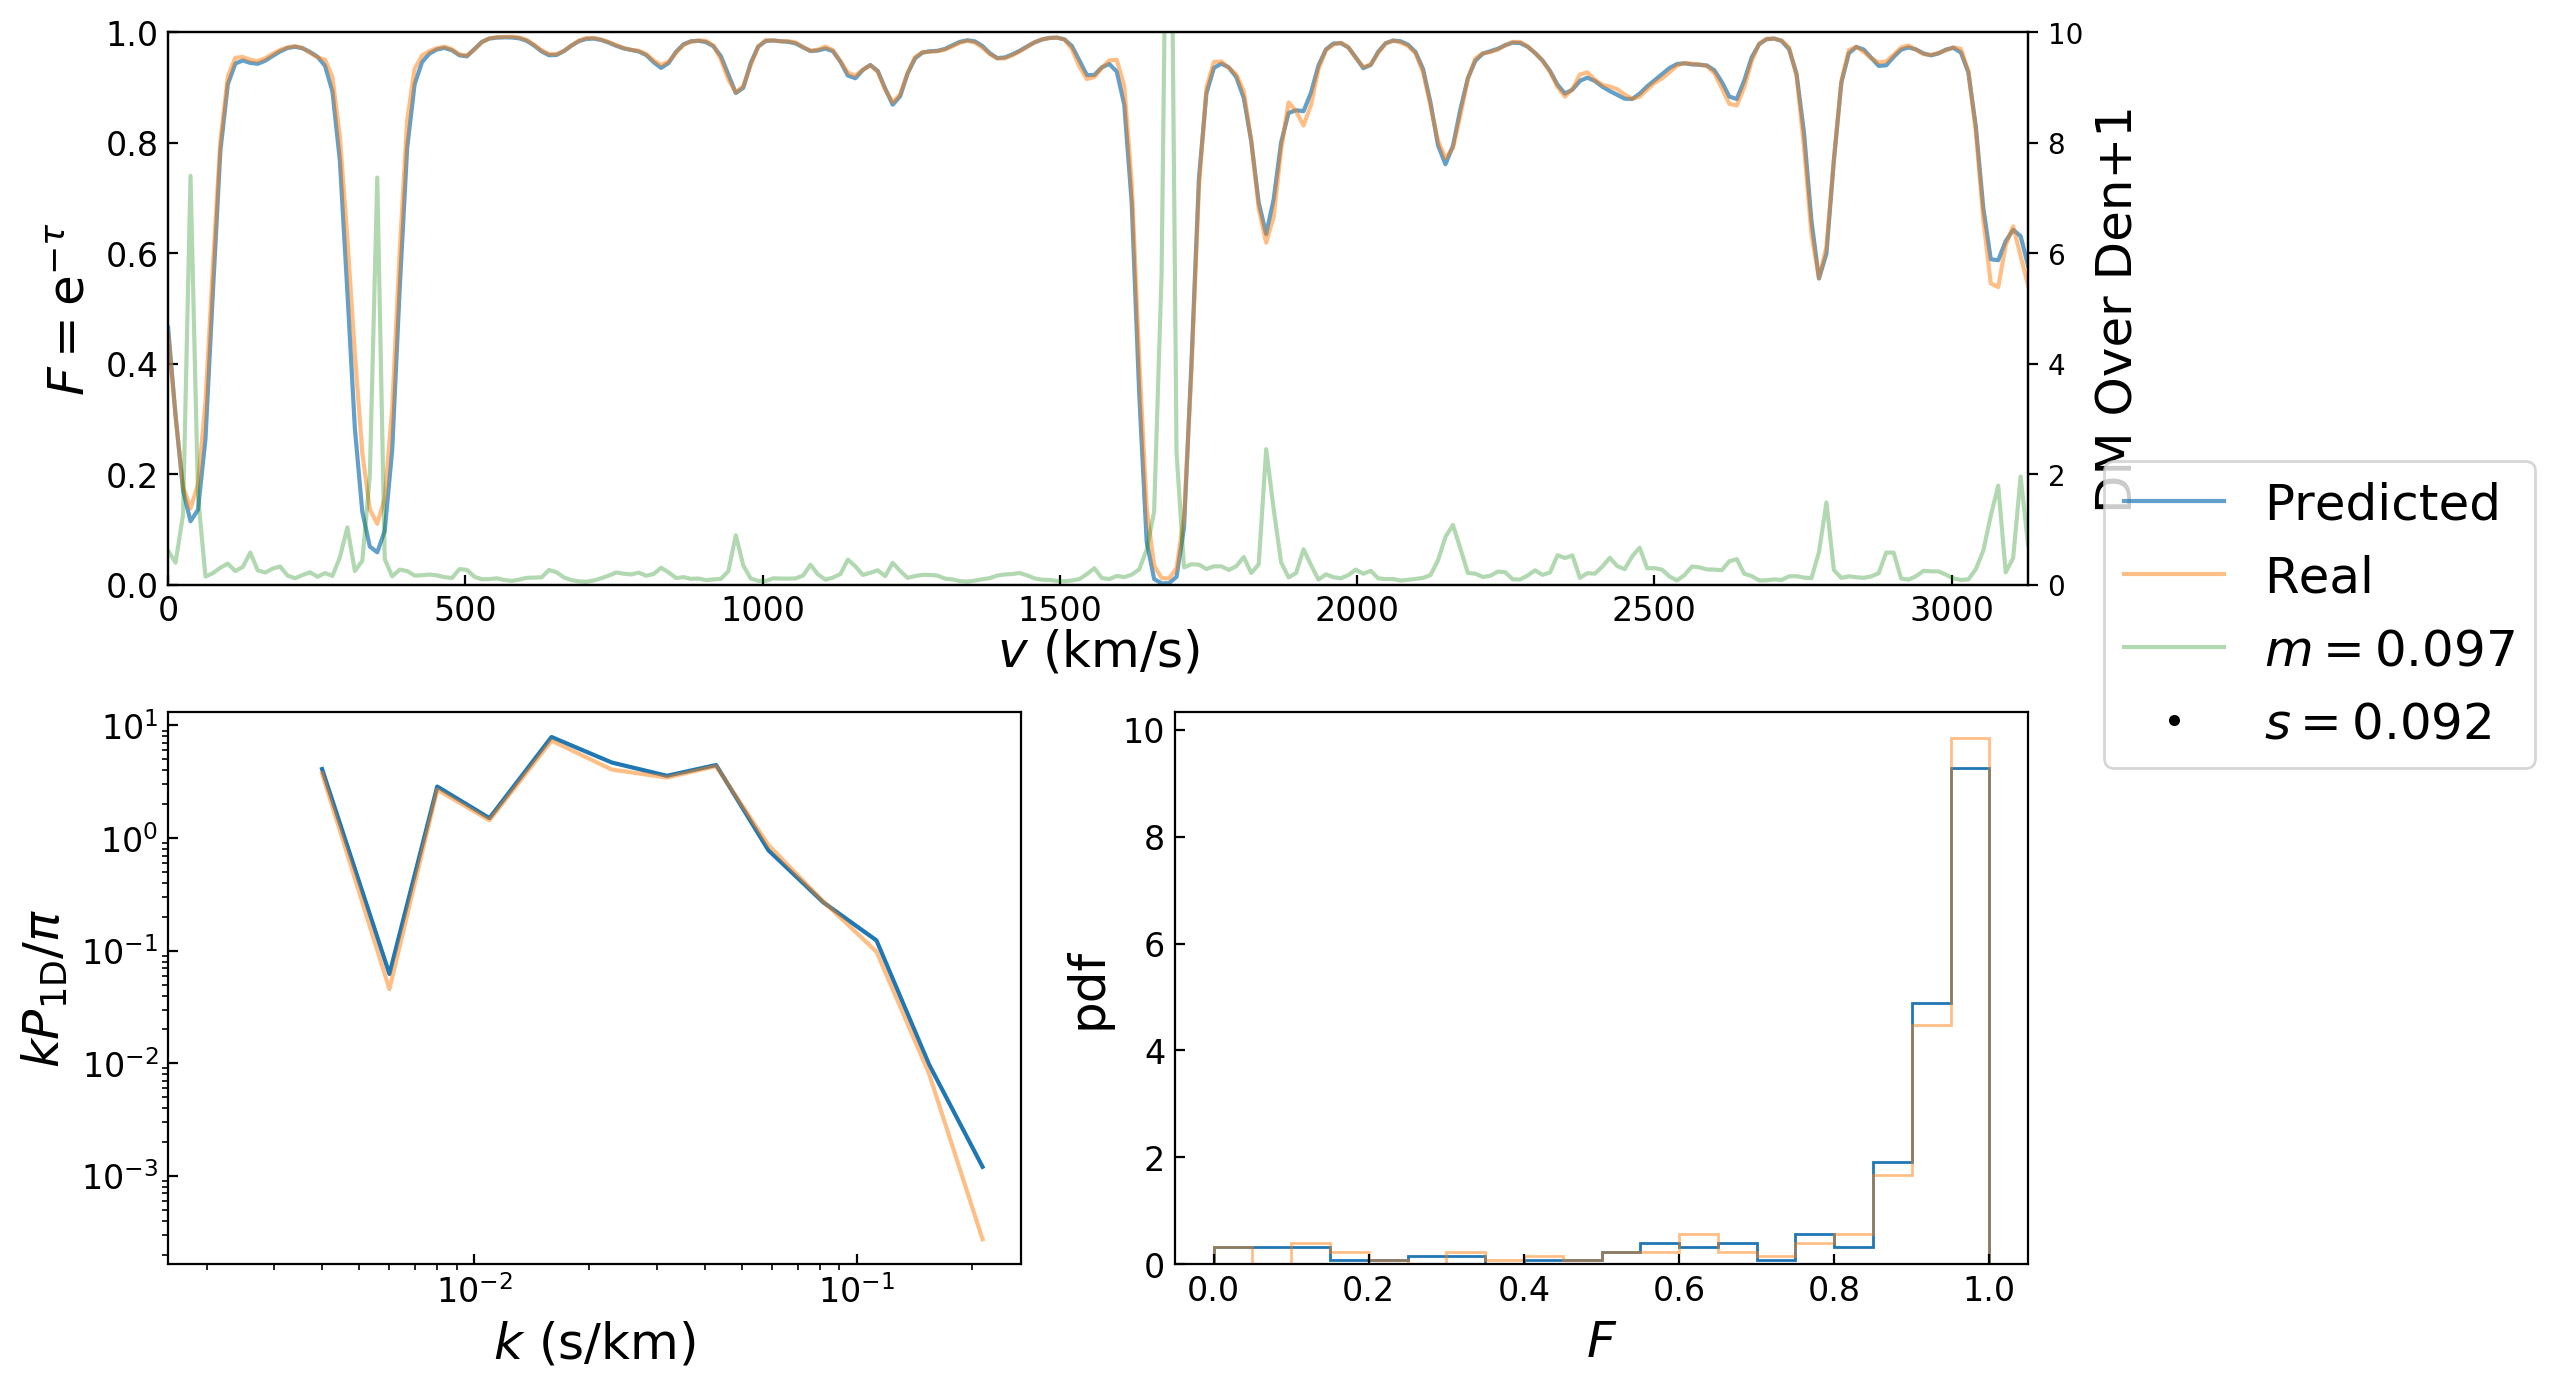 1.0
0.8
0.6
0.4
0.2
0.0
F = e^{−τ}
10
8
6
4
2
0
DM Over Den+1
0 500 1000 1500 2000 2500 3000
v (km/s)
Predicted
Real
m = 0.097
s = 0.092
10^1
10^0
10^{−1}
10^{−2}
10^{−3}
kP_{1D}/π
10^{−2} 10^{−1}
k (s/km)
10
8
6
4
2
0
pdf
0.0 0.2 0.4 0.6 0.8 1.0
F